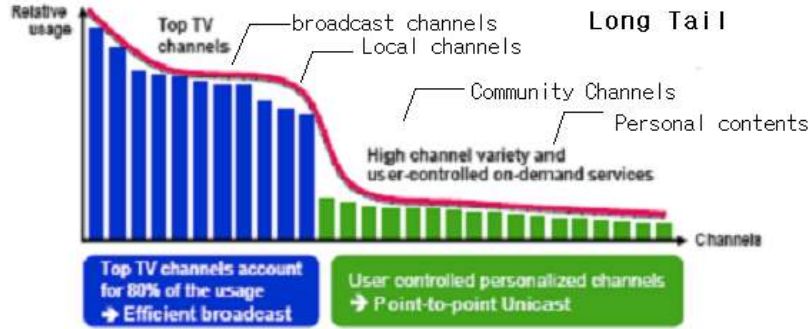 Relative
usage
Top TV
channels
broadcast channels
Local channels
Long Tail
Community Channels
Personal contents
High channel variety and
user-controlled on-demand services
Channels
Top TV channels account
for 80% of the usage
➔ Efficient broadcast
User controlled personalized channels
➔ Point-to-point Unicast